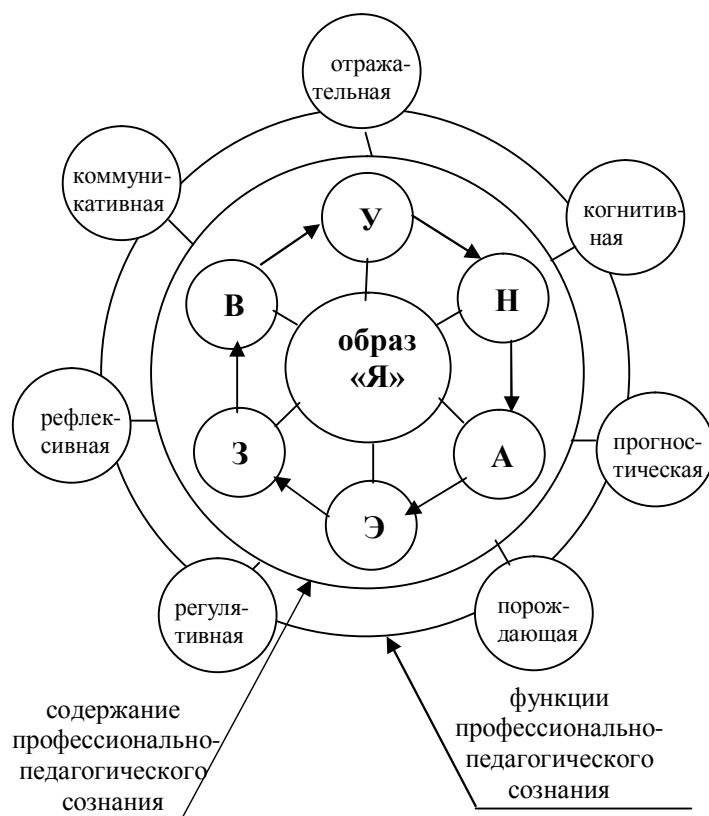 отража-
тельная
коммуни-
кативная
когнитив-
ная
У
В
Н
образ
«Я»
рефлек-
сивная
З
А
прогнос-
тическая
Э
регуля-
тивная
порож-
дающая
содержание
профессионально-
педагогического
сознания
функции
профессионально-
педагогического
сознания